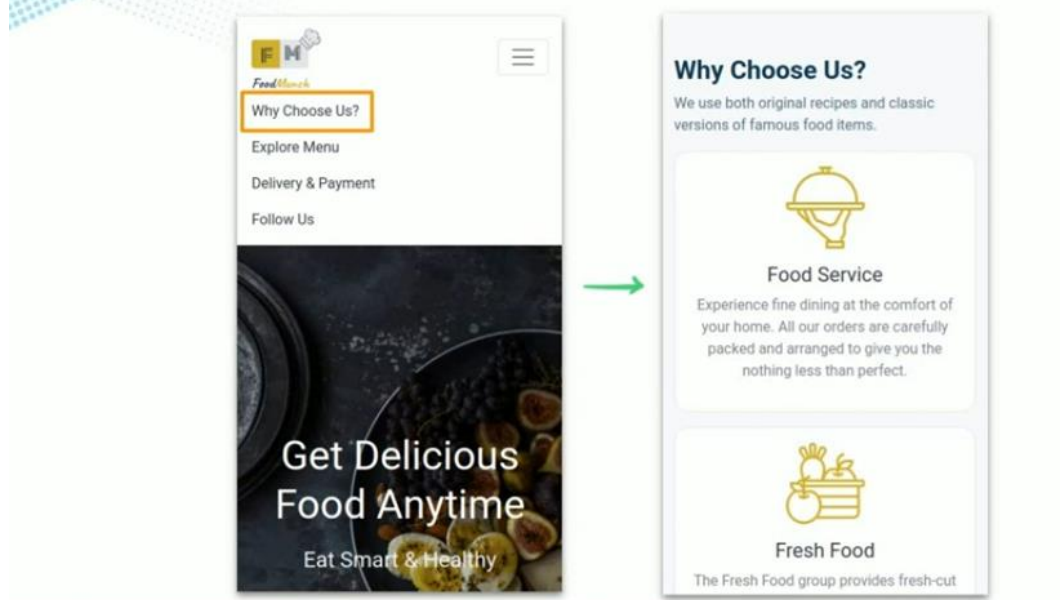 FM
FoodMunch
Why Choose Us?
Explore Menu
Delivery & Payment
Follow Us
Get Delicious
Food Anytime
Eat Smart & Healthy
Why Choose Us?
We use both original recipes and classic
versions of famous food items.
Food Service
Experience fine dining at the comfort of
your home. All our orders are carefully
packed and arranged to give you the
nothing less than perfect.
Fresh Food
The Fresh Food group provides fresh-cut